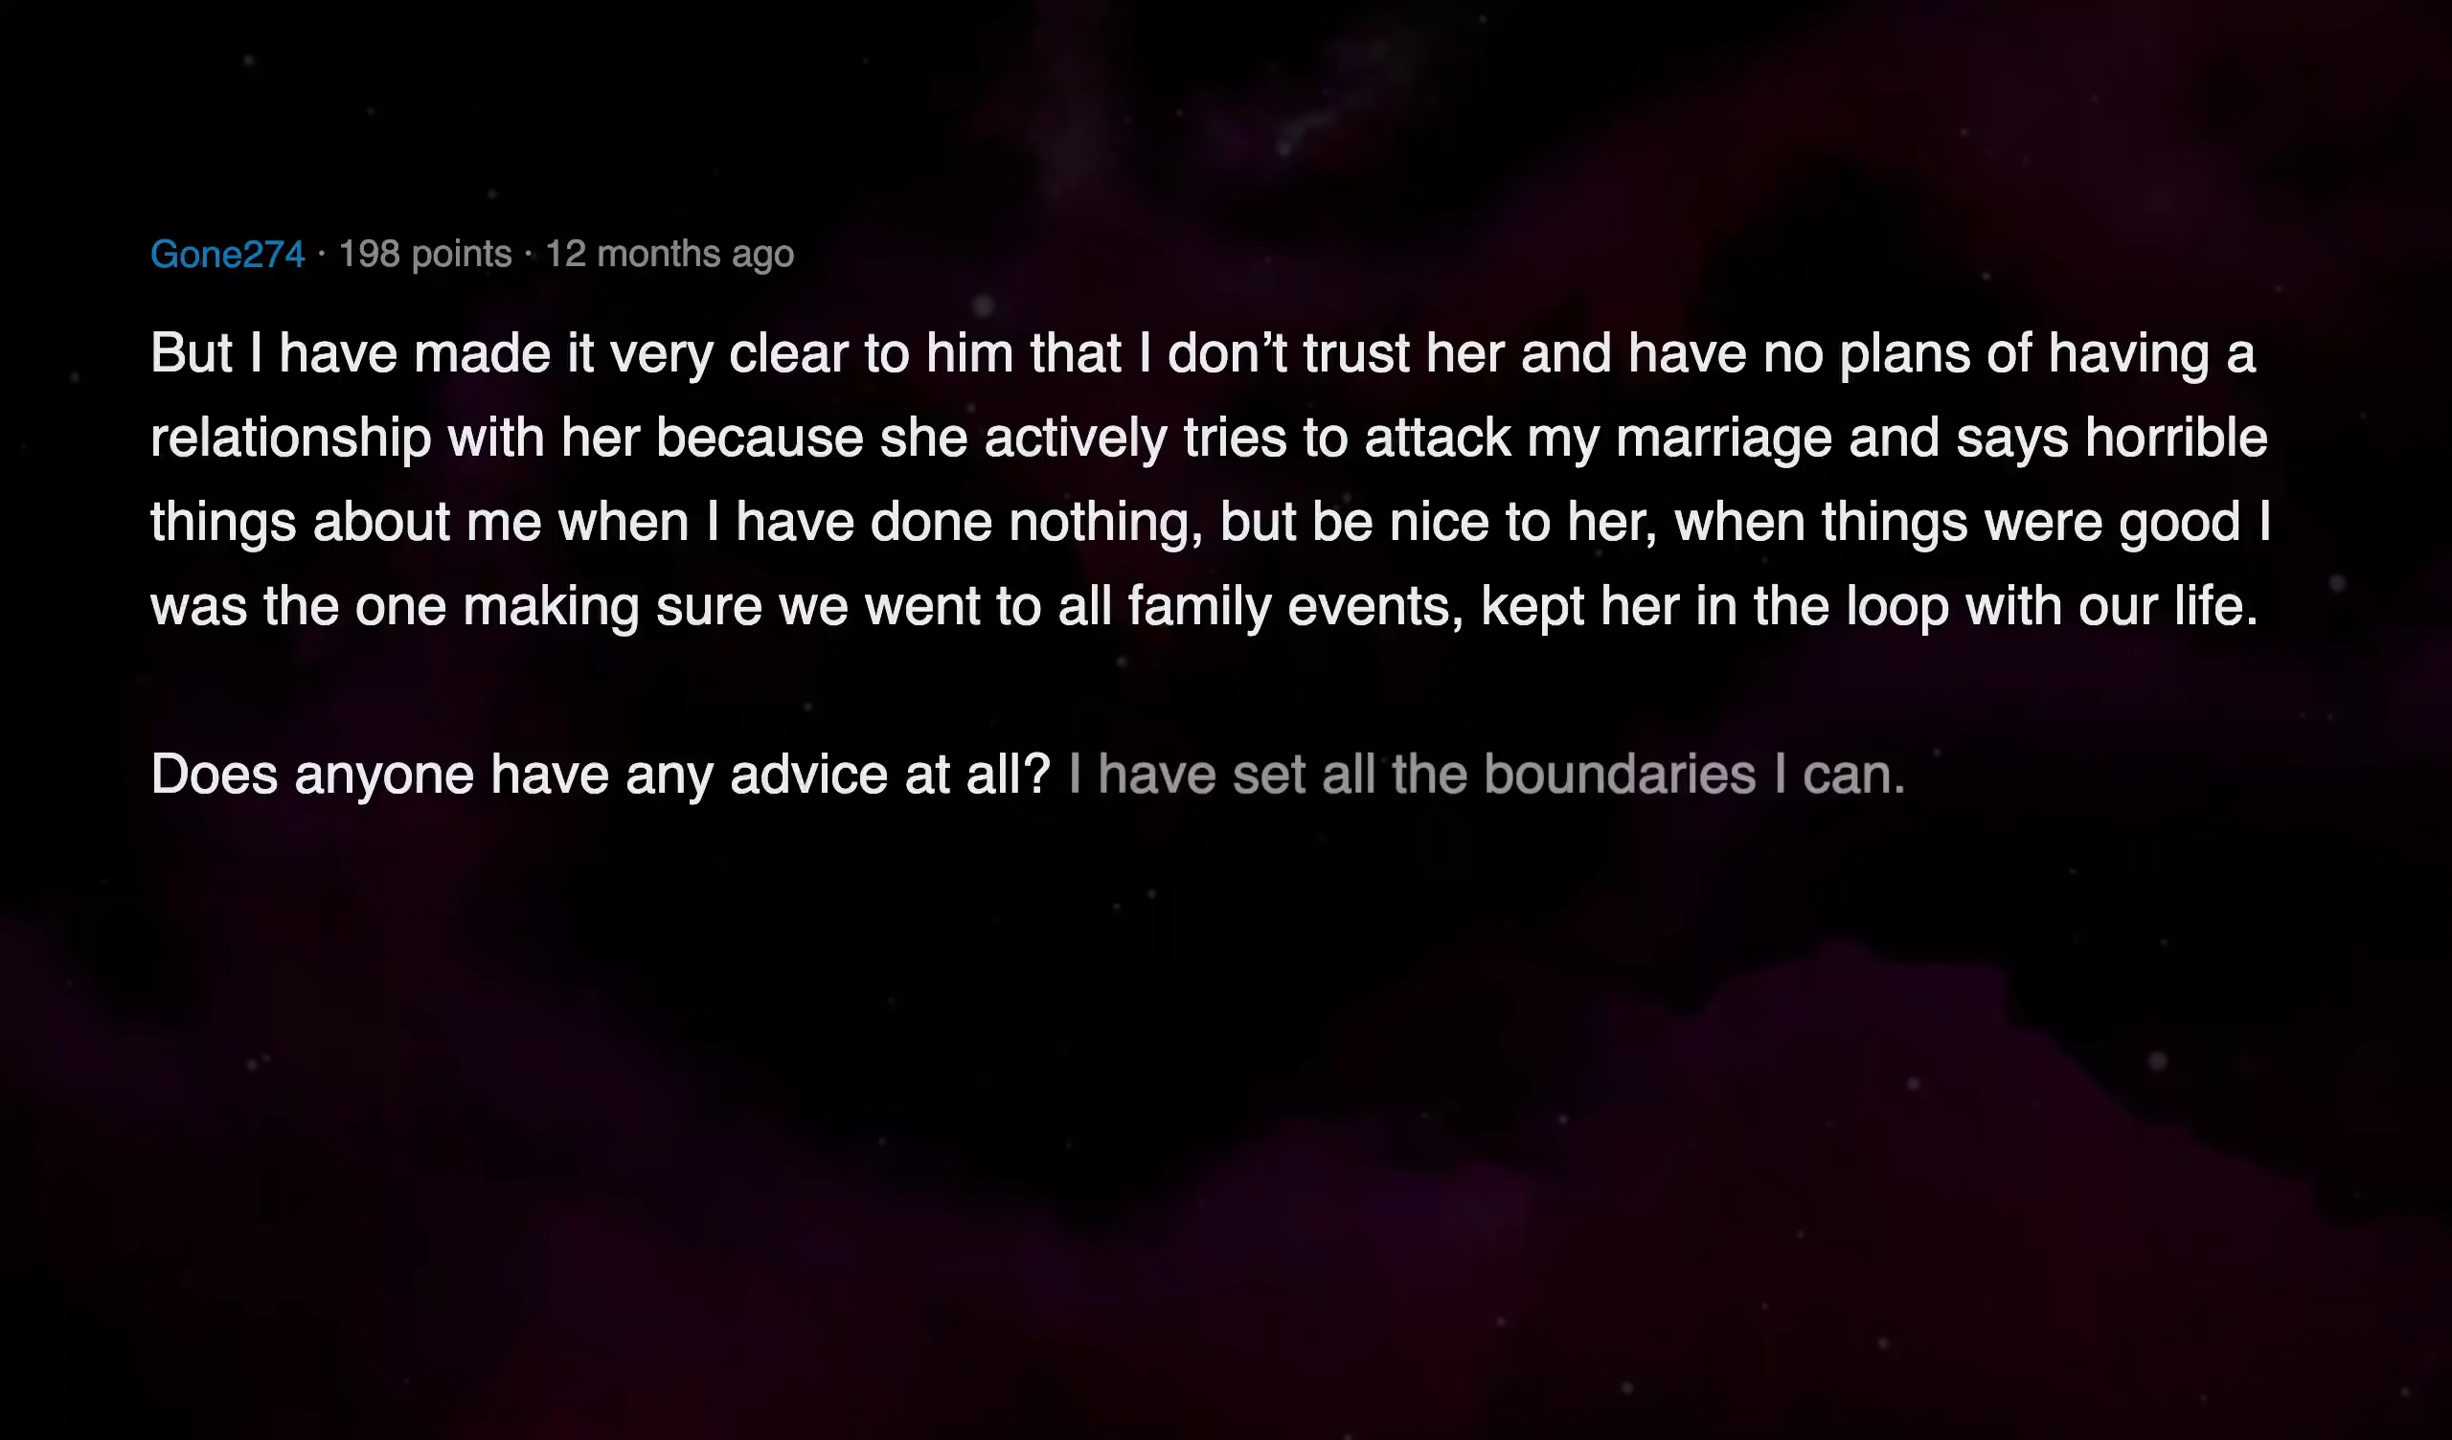 Gone274 · 198 points · 12 months ago
But I have made it very clear to him that I don’t trust her and have no plans of having a
relationship with her because she actively tries to attack my marriage and says horrible
things about me when I have done nothing, but be nice to her, when things were good I
was the one making sure we went to all family events, kept her in the loop with our life.
Does anyone have any advice at all? I have set all the boundaries I can.